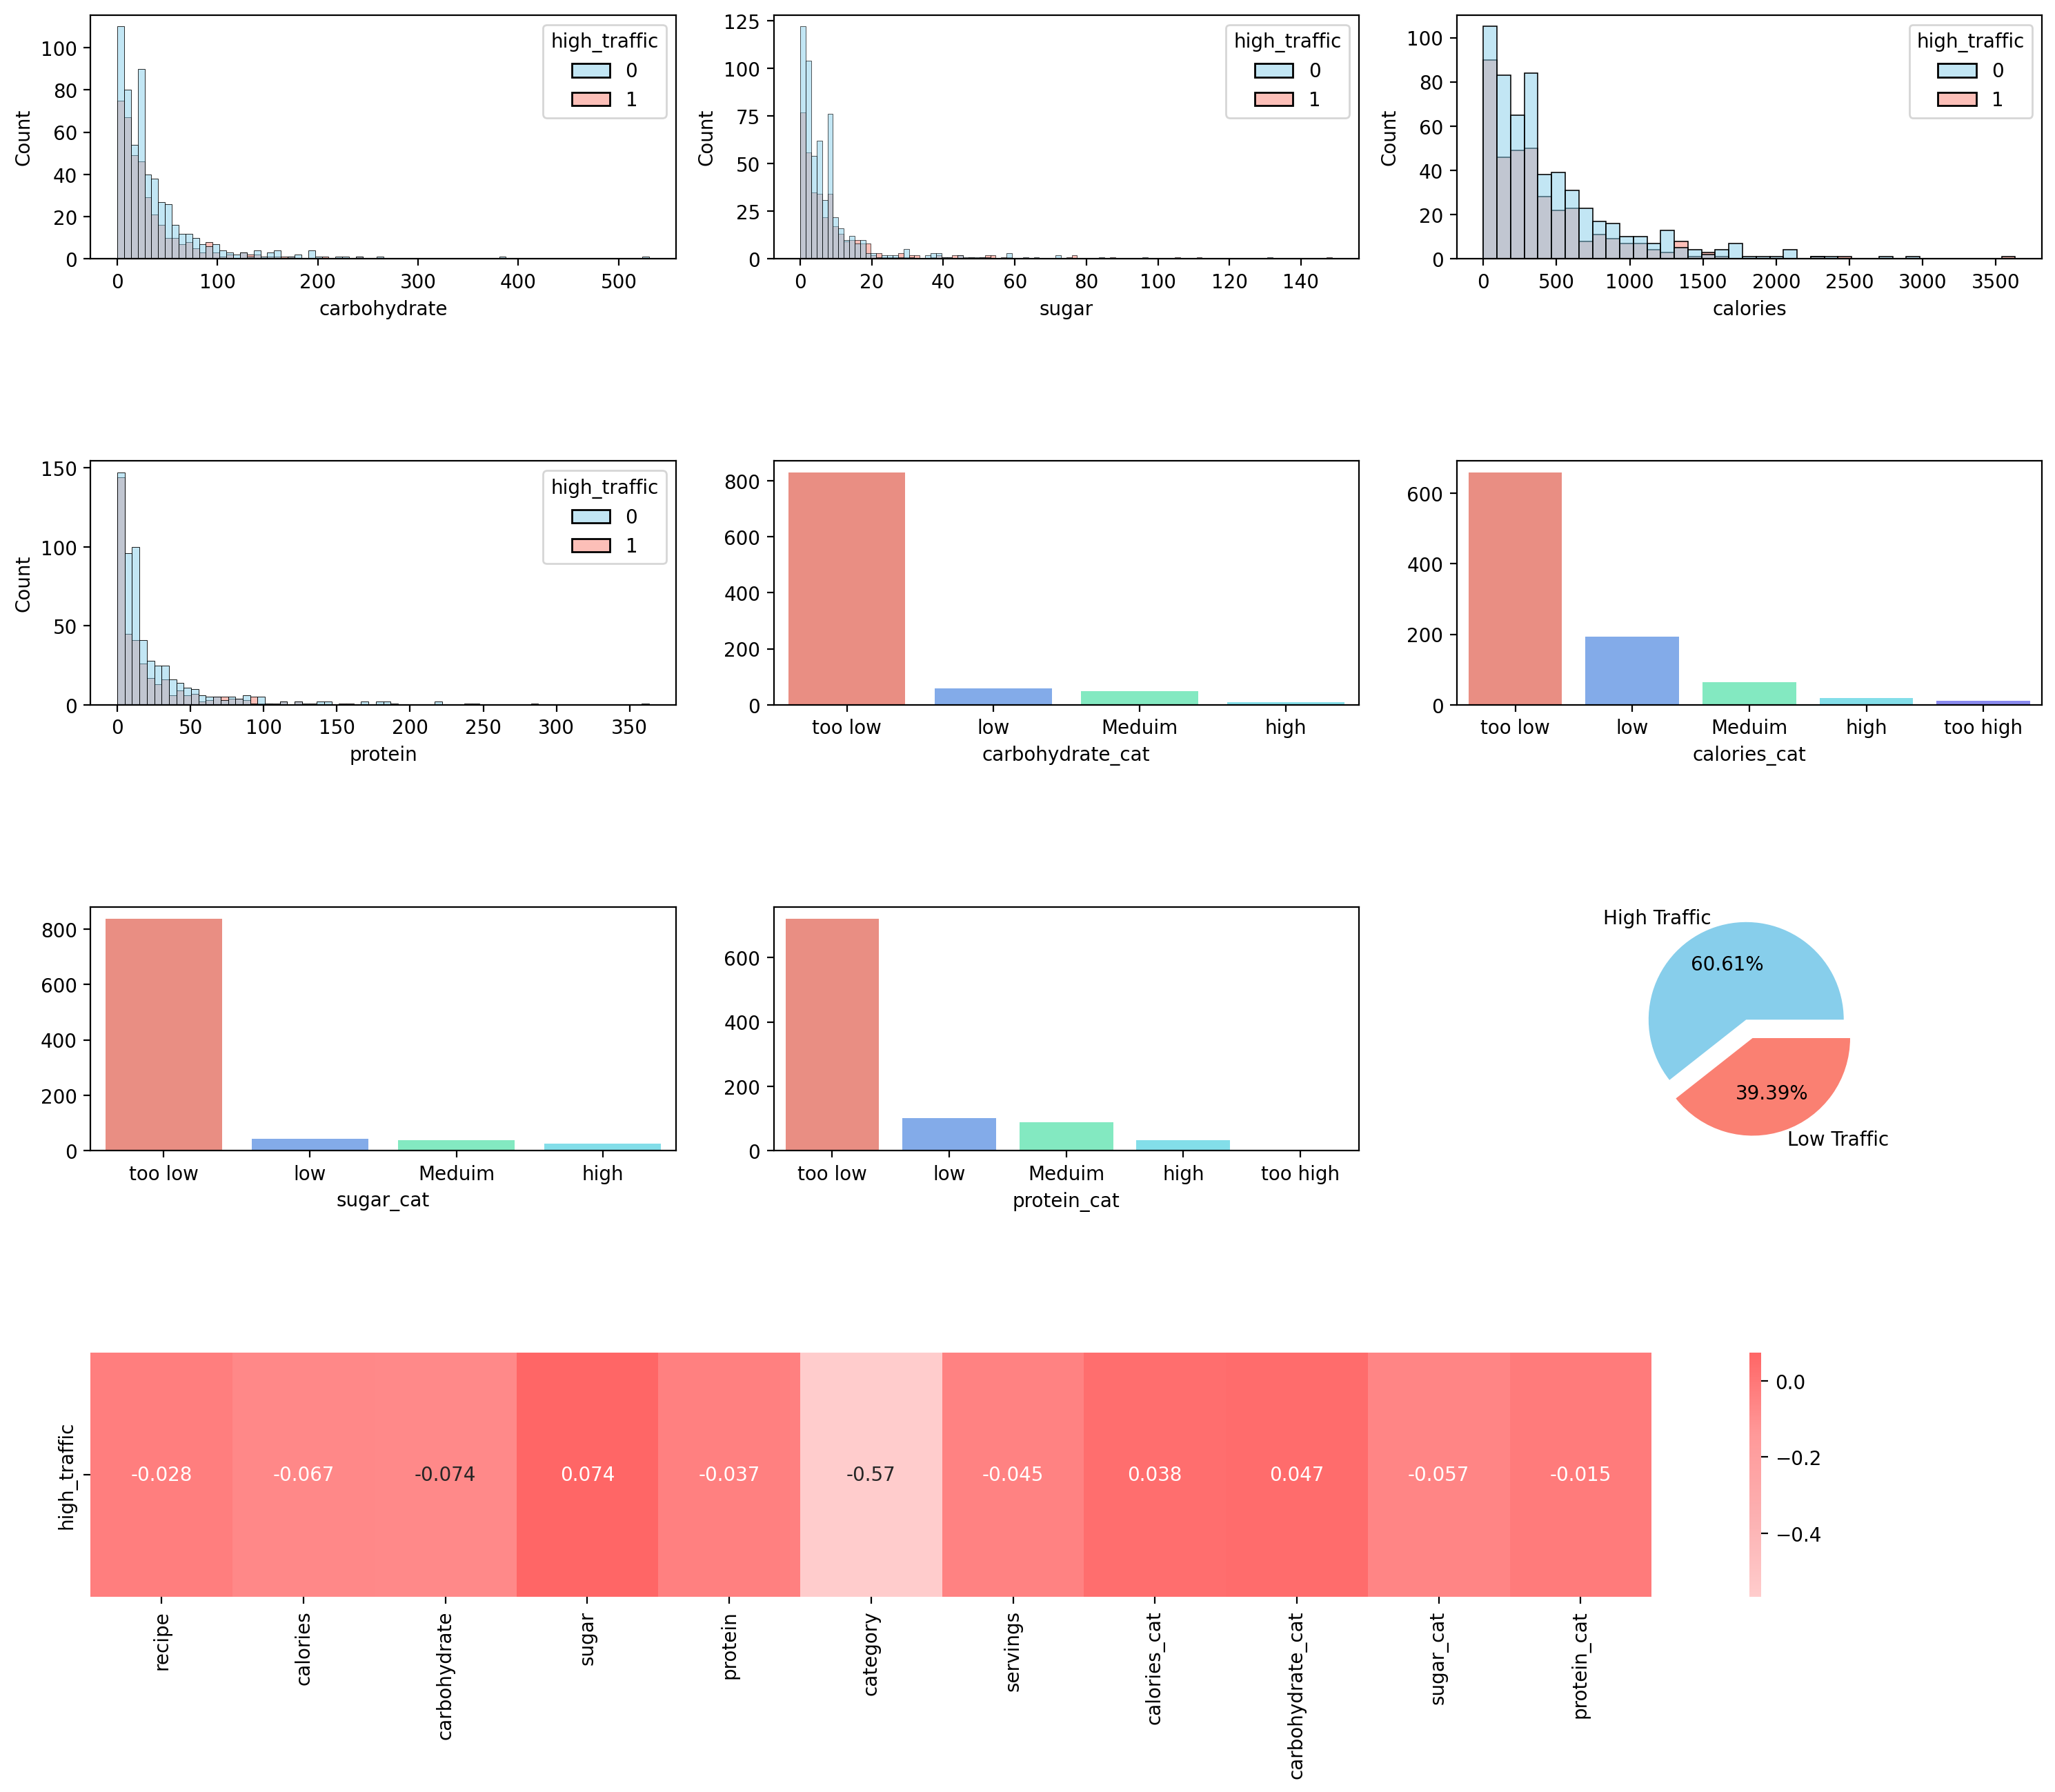 high_traffic
0
1
Count
100
80
60
40
20
0
0 100 200 300 400 500
carbohydrate
high_traffic
0
1
Count
125
100
75
50
25
0
0 20 40 60 80 100 120 140
sugar
high_traffic
0
1
Count
100
80
60
40
20
0
0 500 1000 1500 2000 2500 3000 3500
calories
high_traffic
0
1
Count
150
100
50
0
0 50 100 150 200 250 300 350
protein
800
600
400
200
0
too low low Meduim high
carbohydrate_cat
600
400
200
0
too low low Meduim high too high
calories_cat
800
600
400
200
0
too low low Meduim high
sugar_cat
600
400
200
0
too low low Meduim high too high
protein_cat
High Traffic
60.61%
39.39%
Low Traffic
high_traffic
-0.028 -0.067 -0.074 0.074 -0.037 -0.57 -0.045 0.038 0.047 -0.057 -0.015
recipe
calories
carbohydrate
sugar
protein
category
servings
calories_cat
carbohydrate_cat
sugar_cat
protein_cat
0.0
−0.2
−0.4